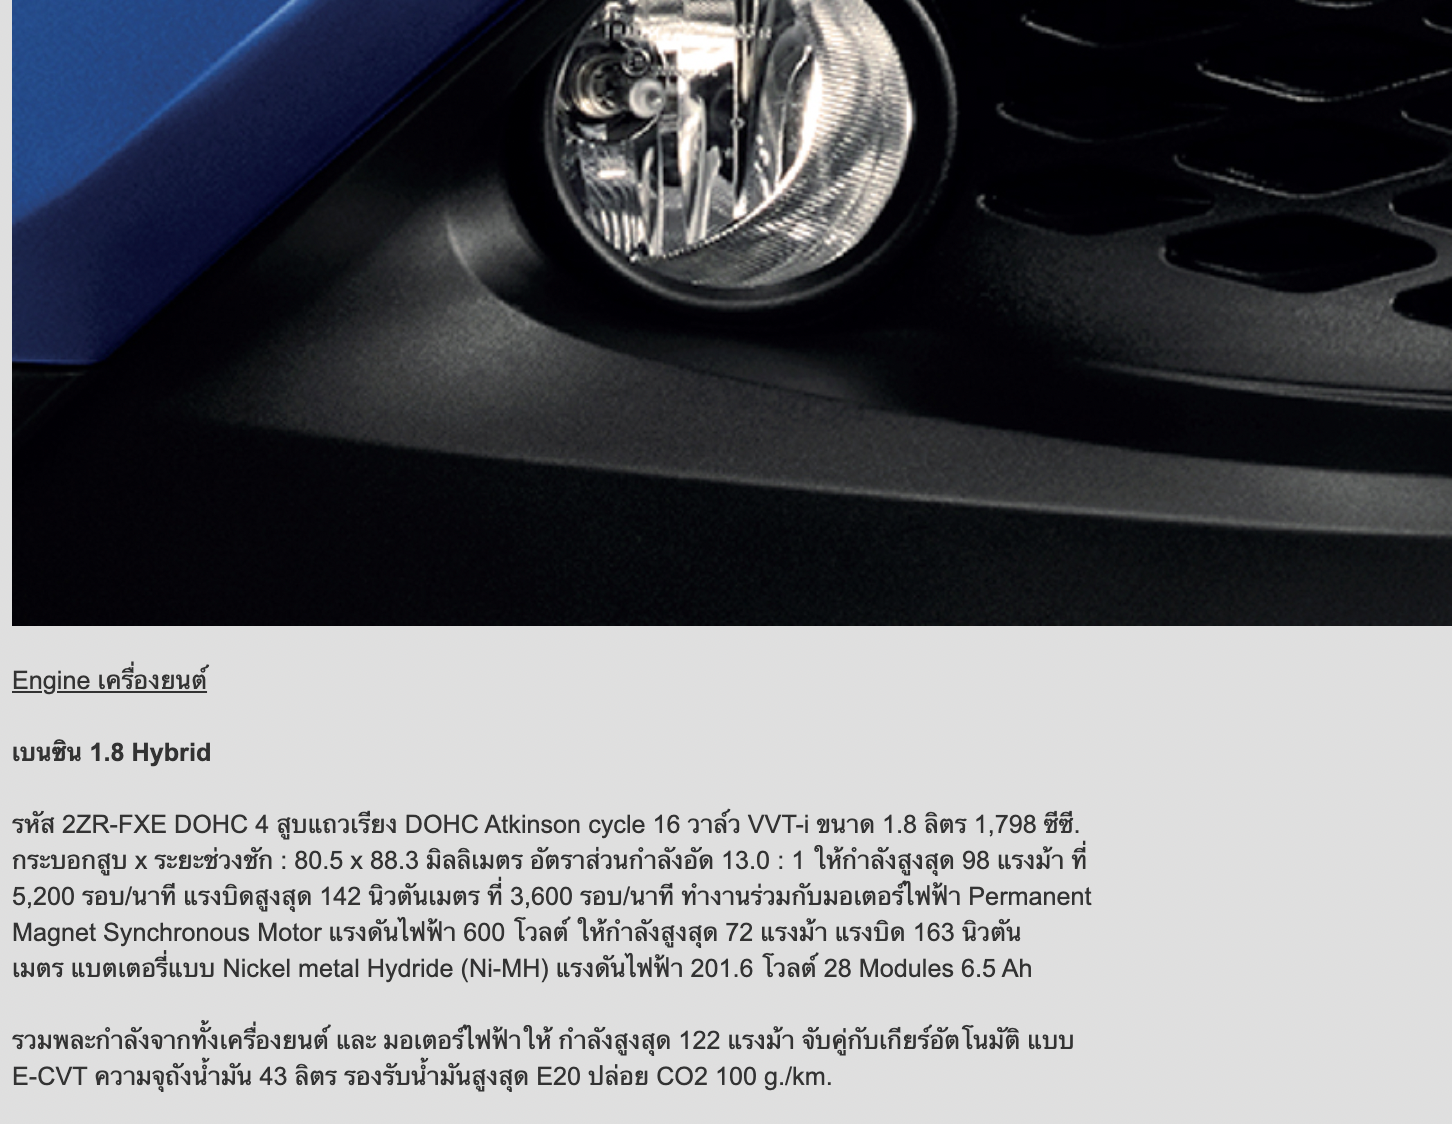 Engine เครื่องยนต์
เบนซิน 1.8 Hybrid
รหัส 2ZR-FXE DOHC 4 สูบแถวเรียง DOHC Atkinson cycle 16 วาล์ว VVT-i ขนาด 1.8 ลิตร 1,798 ซีซี.
กระบอกสูบ x ระยะช่วงชัก : 80.5 x 88.3 มิลลิเมตร อัตราส่วนกำลังอัด 13.0 : 1 ให้กำลังสูงสุด 98 แรงม้า ที่
5,200 รอบ/นาที แรงบิดสูงสุด 142 นิวตันเมตร ที่ 3,600 รอบ/นาที ทำงานร่วมกับมอเตอร์ไฟฟ้า Permanent
Magnet Synchronous Motor แรงดันไฟฟ้า 600 โวลต์ ให้กำลังสูงสุด 72 แรงม้า แรงบิด 163 นิวตัน
เมตร แบตเตอรี่แบบ Nickel metal Hydride (Ni-MH) แรงดันไฟฟ้า 201.6 โวลต์ 28 Modules 6.5 Ah
รวมพละกำลังจากทั้งเครื่องยนต์ และ มอเตอร์ไฟฟ้าให้ กำลังสูงสุด 122 แรงม้า จับคู่กับเกียร์อัตโนมัติ แบบ
E-CVT ความจุถังน้ำมัน 43 ลิตร รองรับน้ำมันสูงสุด E20 ปล่อย CO2 100 g./km.